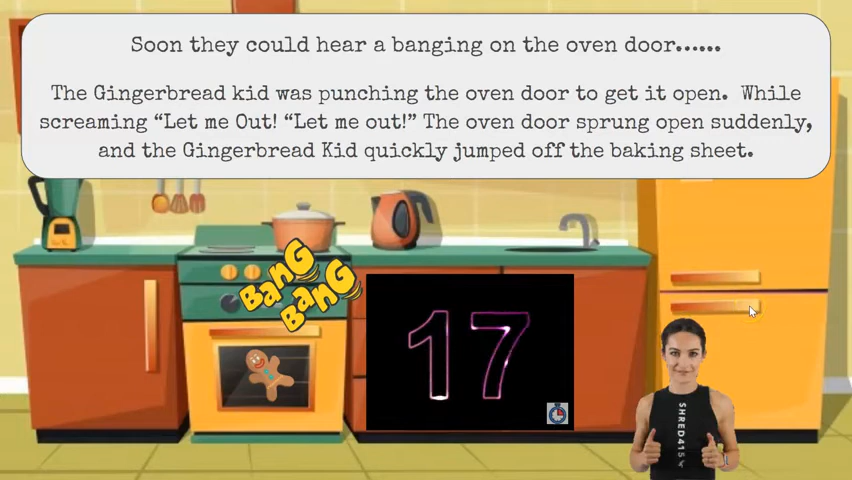 Soon they could hear a banging on the oven door......
The Gingerbread kid was punching the oven door to get it open. While
screaming “Let me Out! “Let me out!” The oven door sprung open suddenly,
and the Gingerbread Kid quickly jumped off the baking sheet.
BanG
BanG
17
SHRED415